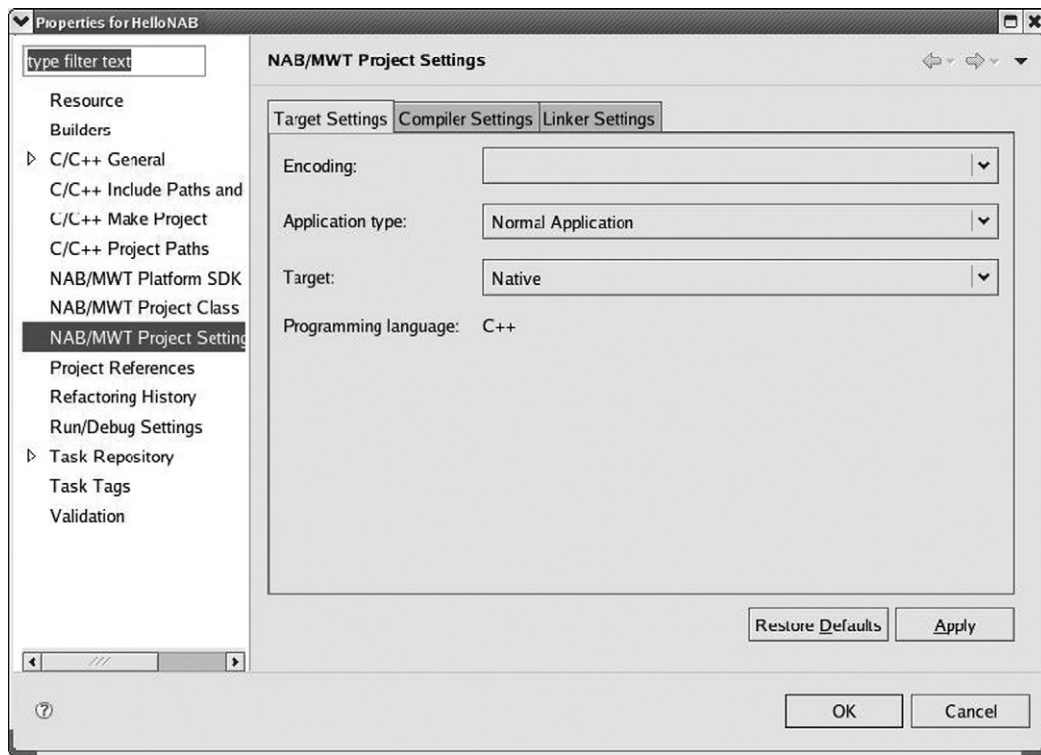 Properties for HelloNAB
type filter text
Resource
Builders
C/C++ General
C/C++ Include Paths and
C/C++ Make Project
C/C++ Project Paths
NAB/MWT Platform SDK
NAB/MWT Project Class
NAB/MWT Project Setting
Project References
Refactoring History
Run/Debug Settings
Task Repository
Task Tags
Validation
NAB/MWT Project Settings
Target Settings Compiler Settings Linker Settings
Encoding:
Application type: Normal Application
Target: Native
Programming language: C++
Restore Defaults Apply
OK Cancel